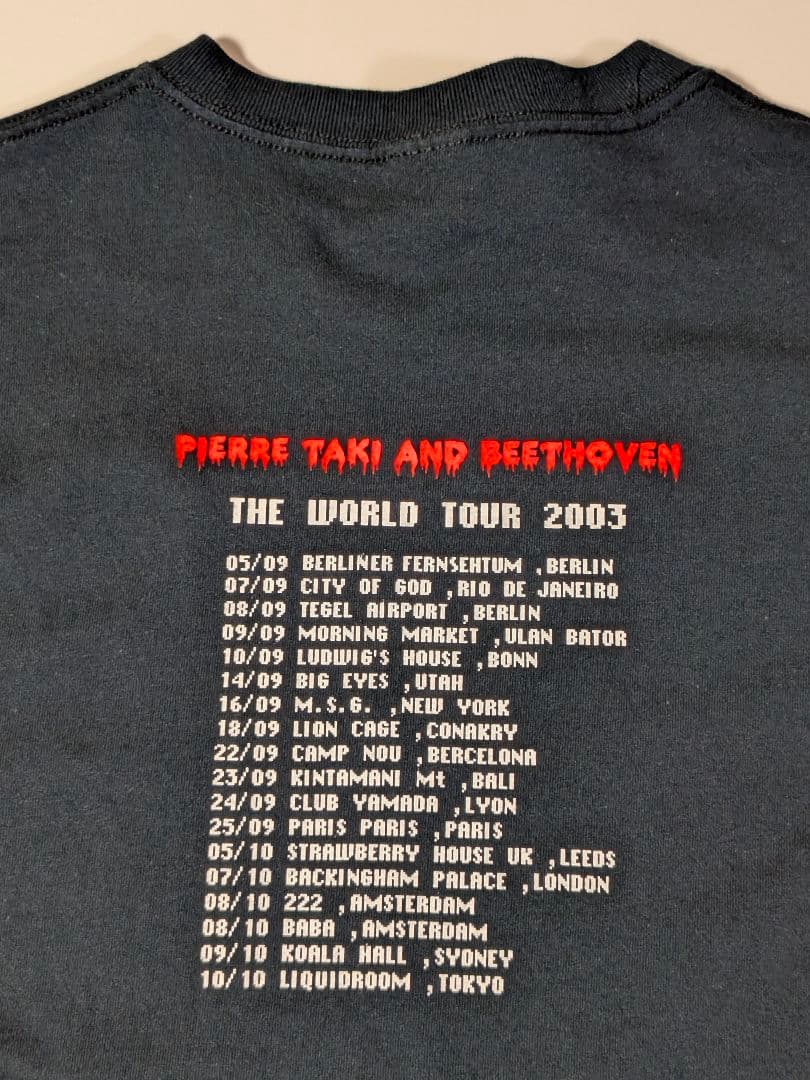 PIERRE TAKI AND BEETHOVEN
THE WORLD TOUR 2003
05/09 BERLINER FERNSEHTUM ,BERLIN
07/09 CITY OF GOD ,RIO DE JANEIRO
08/09 TEGEL AIRPORT ,BERLIN
09/09 MORNING MARKET ,ULAN BATOR
10/09 LUDWIG'S HOUSE ,BONN
14/09 BIG EYES ,UTAH
16/09 M.S.G. ,NEW YORK
18/09 LION CAGE ,CONAKRY
22/09 CAMP NOU ,BERCELONA
23/09 KINTAMANI Mt ,BALI
24/09 CLUB YAMADA ,LYON
25/09 PARIS PARIS ,PARIS
05/10 STRAWBERRY HOUSE UK ,LEEDS
07/10 BACKINGHAM PALACE ,LONDON
08/10 222 ,AMSTERDAM
08/10 BABA ,AMSTERDAM
09/10 KOALA HALL ,SYDNEY
10/10 LIQUIDROOM ,TOKYO